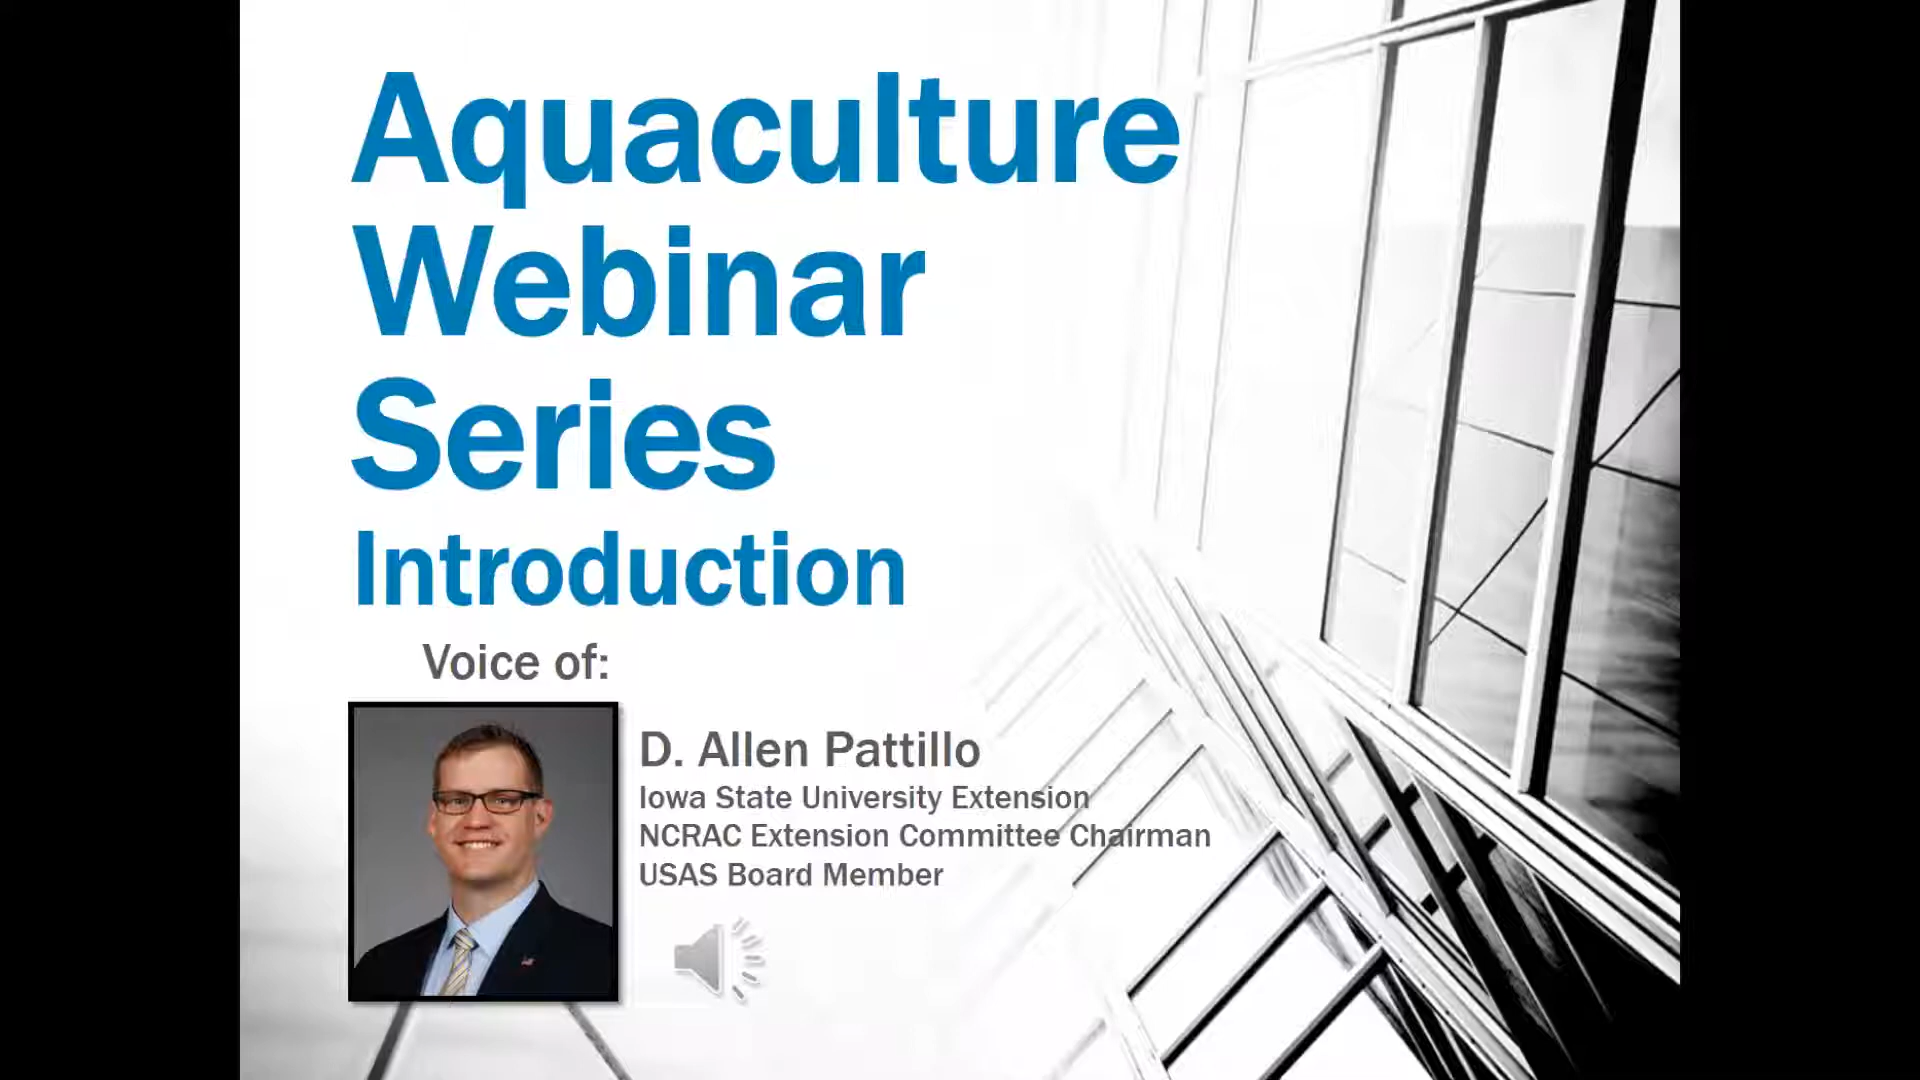 Aquaculture
Webinar
Series
Introduction
Voice of:
D. Allen Pattillo
Iowa State University Extension
NCRAC Extension Committee Chairman
USAS Board Member